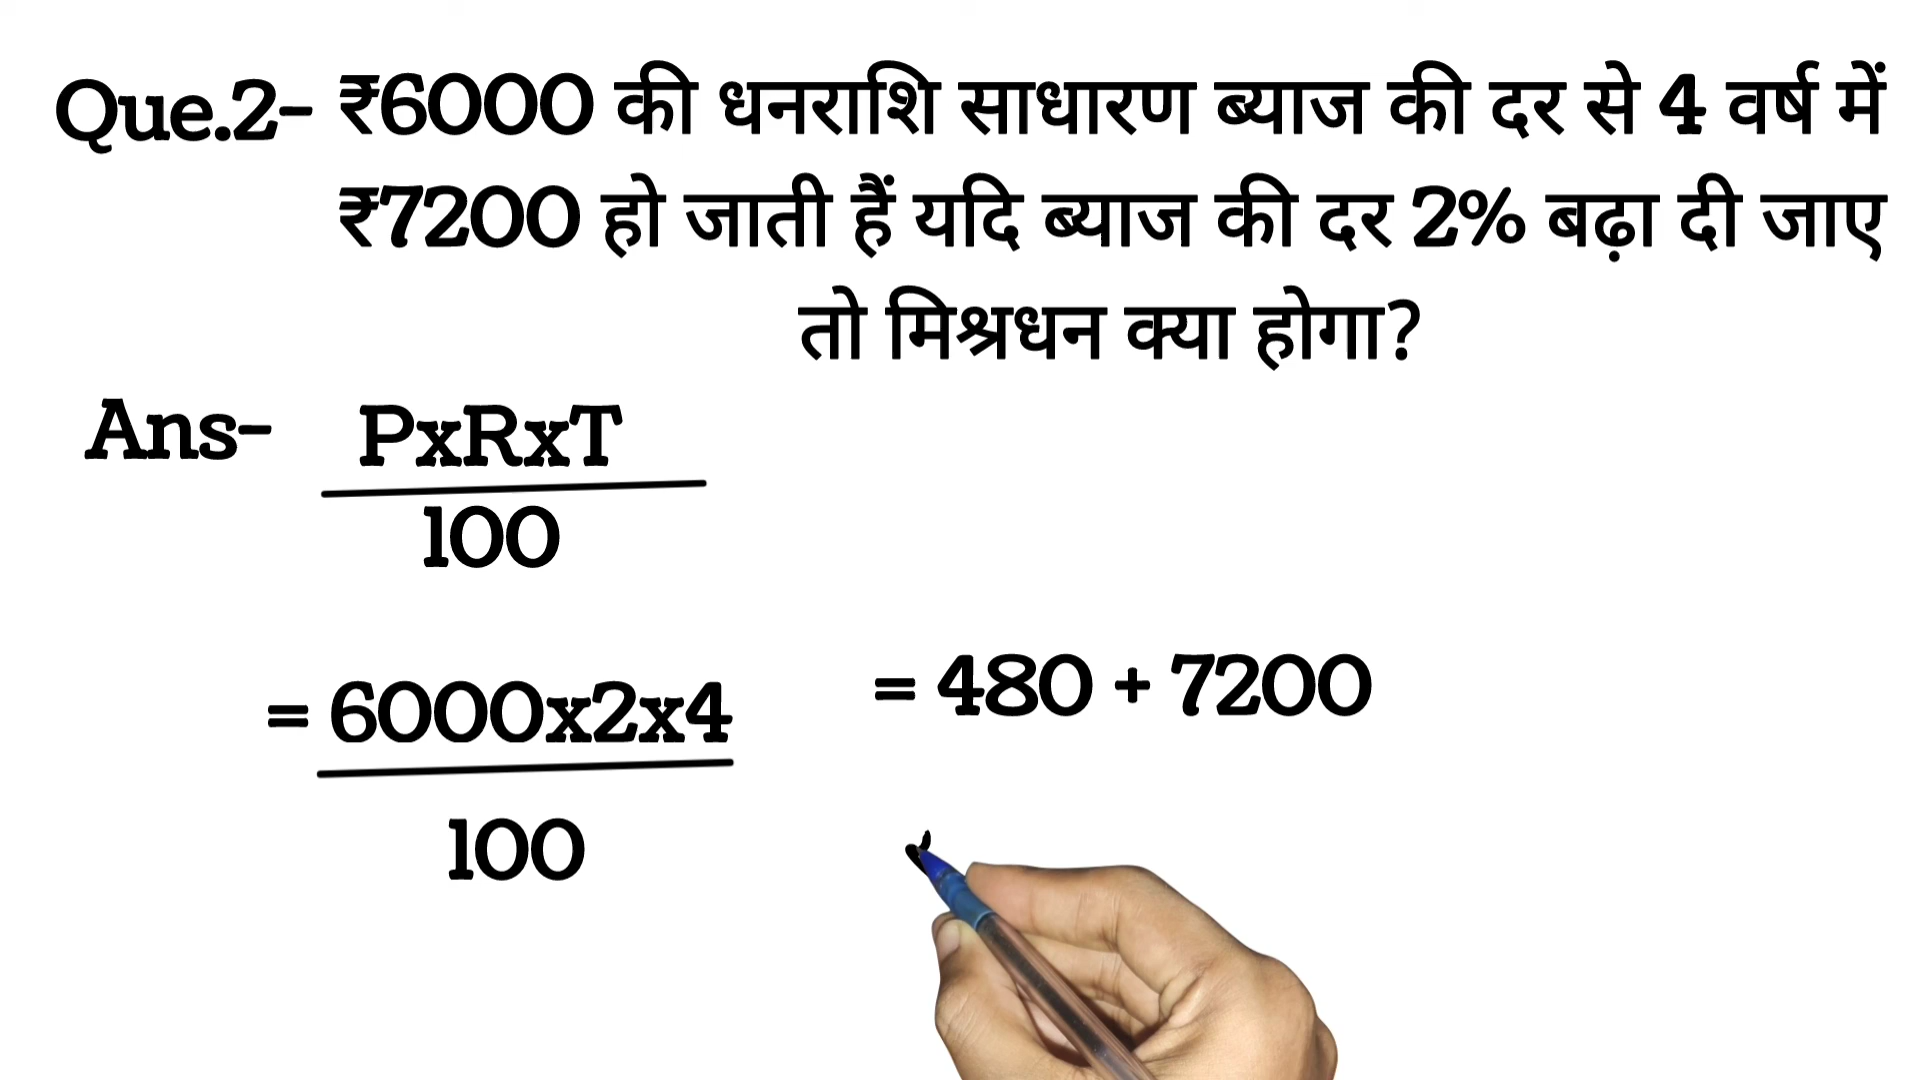 Que.2- ₹6000 की धनराशि साधारण ब्याज की दर से 4 वर्ष में
₹7200 हो जाती हैं यदि ब्याज की दर 2% बढ़ा दी जाए
तो मिश्रधन क्या होगा?
Ans- PxRxT
100
= 6000x2x4
100
= 480 + 7200